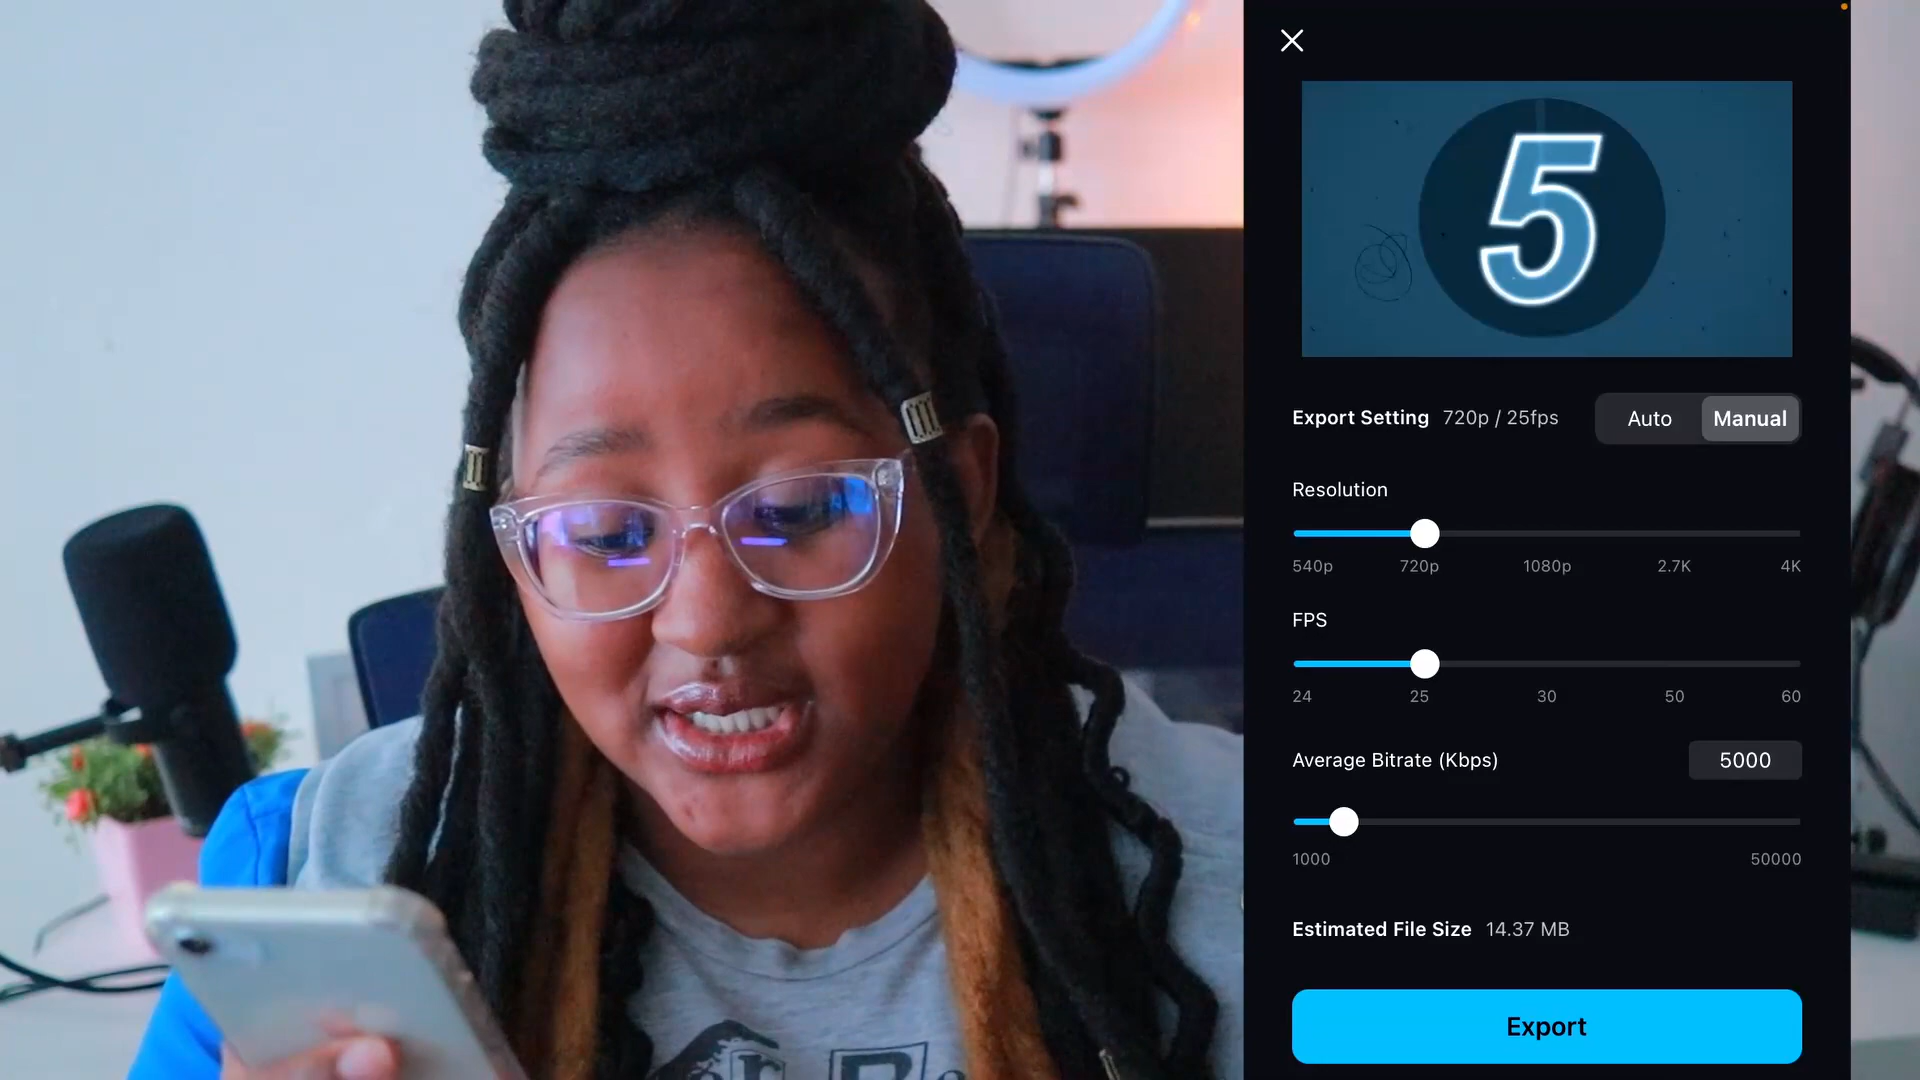 5
Export Setting 720p / 25fps Auto Manual
Resolution
540p 720p 1080p 2.7K 4K
FPS
24 25 30 50 60
Average Bitrate (Kbps) 5000
1000 50000
Estimated File Size 14.37 MB
Export